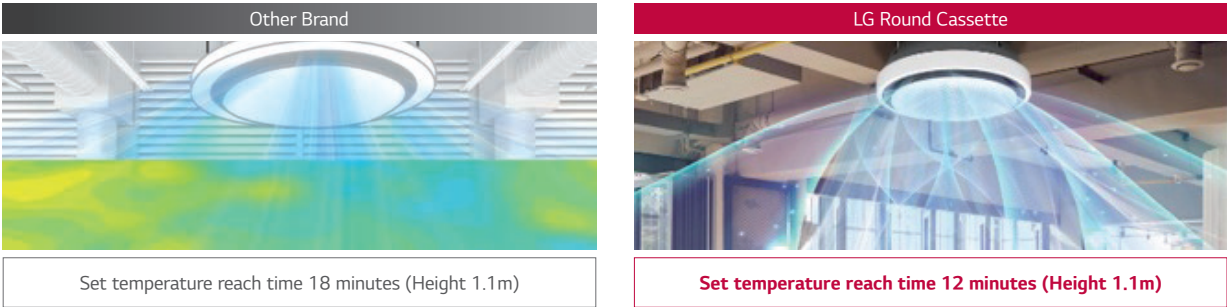 Other Brand
LG Round Cassette
Set temperature reach time 18 minutes (Height 1.1m)
Set temperature reach time 12 minutes (Height 1.1m)